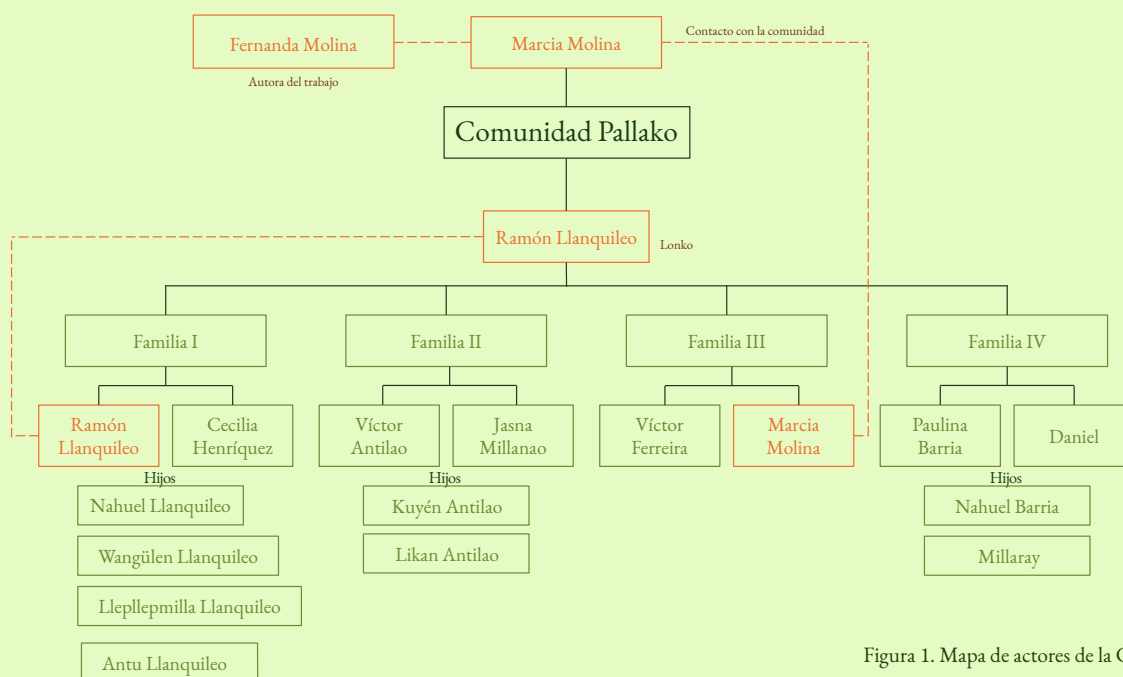 Fernanda Molina
Marcia Molina
Contacto con la comunidad
Autora del trabajo
Comunidad Pallako
Ramón Llanquileo
Lonko
Familia I
Familia II
Familia III
Familia IV
Ramón
Llanquileo
Cecilia
Henríquez
Víctor
Antilao
Jasna
Millanao
Víctor
Ferreira
Marcia
Molina
Paulina
Barria
Daniel
Hijos
Nahuel Llanquileo
Wangülen Llanquileo
Llepllepmilla Llanquileo
Antu Llanquileo
Hijos
Kuyén Antilao
Likan Antilao
Hijos
Nahuel Barria
Millaray
Figura 1. Mapa de actores de la